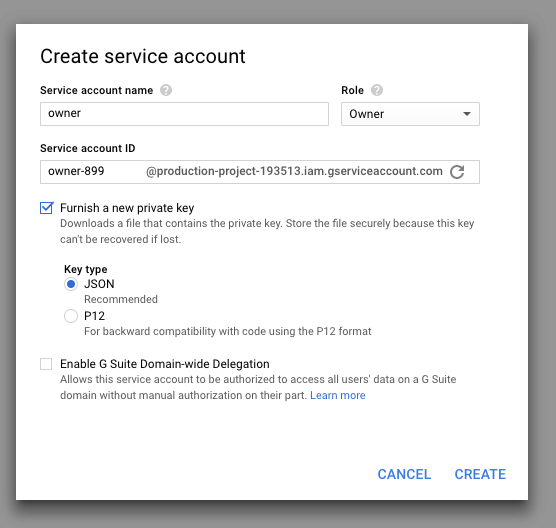 Create service account
Service account name ? Role ?
owner Owner
Service account ID
owner-899 @production-project-193513.iam.gserviceaccount.com
Furnish a new private key
Downloads a file that contains the private key. Store the file securely because this key
can't be recovered if lost.
Key type
JSON
Recommended
P12
For backward compatibility with code using the P12 format
Enable G Suite Domain-wide Delegation
Allows this service account to be authorized to access all users' data on a G Suite
domain without manual authorization on their part. Learn more
CANCEL CREATE